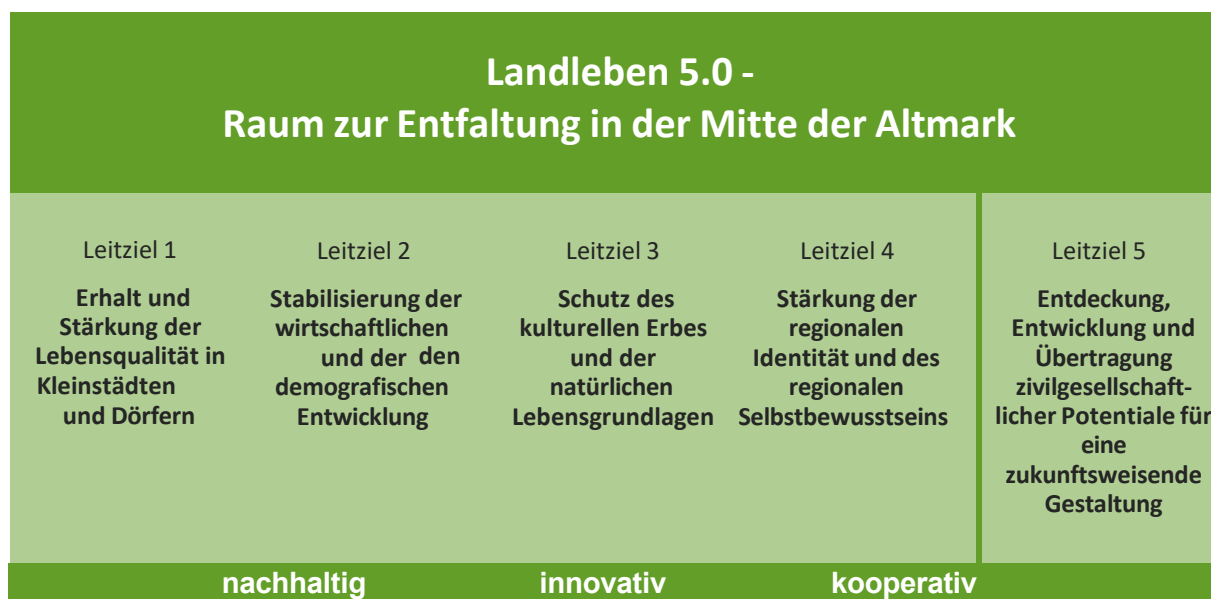 Landleben 5.0 -
Raum zur Entfaltung in der Mitte der Altmark
Leitziel 1
Erhalt und
Stärkung der
Lebensqualität in
Kleinstädten
und Dörfern
Leitziel 2
Stabilisierung der
wirtschaftlichen
und der den
demografischen
Entwicklung
Leitziel 3
Schutz des
kulturellen Erbes
und der
natürlichen
Lebensgrundlagen
Leitziel 4
Stärkung der
regionalen
Identität und des
regionalen
Selbstbewusstseins
Leitziel 5
Entdeckung,
Entwicklung und
Übertragung
zivilgesellschaft-
licher Potentiale für
eine
zukunftsweisende
Gestaltung
nachhaltig innovativ kooperativ